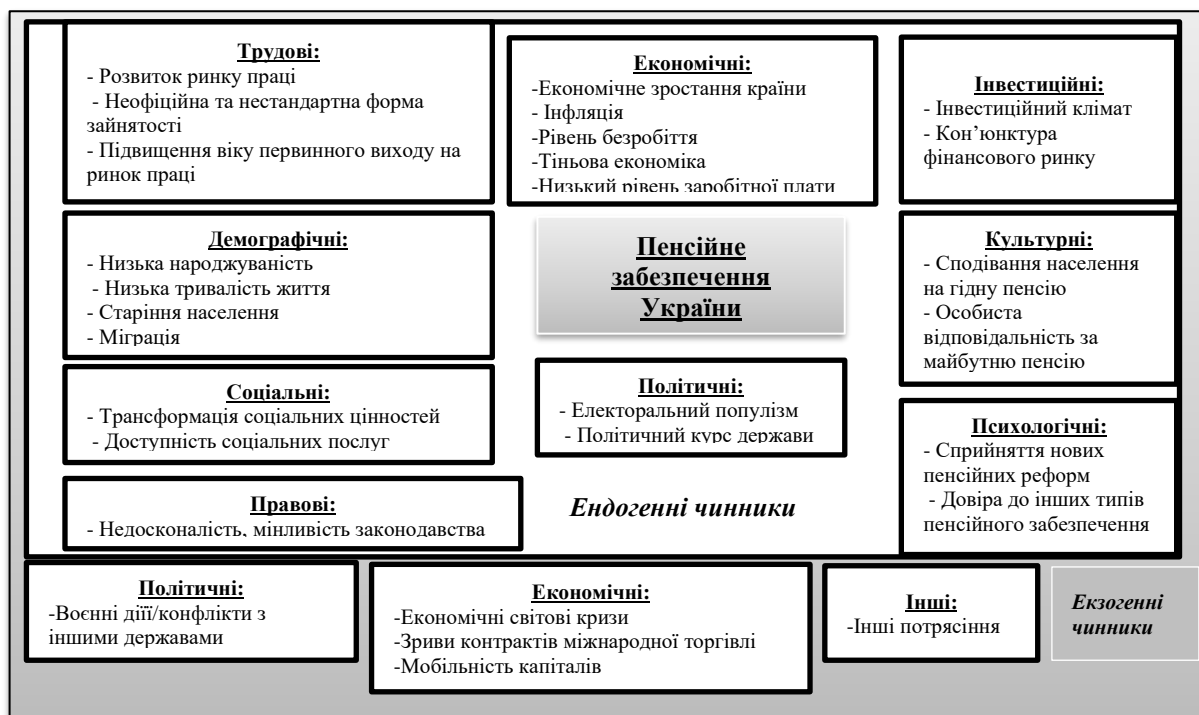 Трудові:
- Розвиток ринку праці
- Неофіційна та нестандартна форма
зайнятості
- Підвищення віку первинного виходу на
ринок праці
Економічні:
-Економічне зростання країни
- Інфляція
-Рівень безробіття
-Тіньова економіка
-Низький рівень заробітної плати
Інвестиційні:
- Інвестиційний клімат
- Кон’юнктура
фінансового ринку
Демографічні:
- Низька народжуваність
- Низька тривалість життя
- Старіння населення
- Міграція
Пенсійне
забезпечення
України
Культурні:
- Сподівання населення
на гідну пенсію
- Особиста
відповідальність за
майбутню пенсію
Соціальні:
- Трансформація соціальних цінностей
- Доступність соціальних послуг
Політичні:
- Електоральний популізм
- Політичний курс держави
Психологічні:
- Сприйняття нових
пенсійних реформ
- Довіра до інших типів
пенсійного забезпечення
Правові:
- Недосконалість, мінливість законодавства
Ендогенні чинники
Політичні:
-Воєнні діїї/конфлікти з
іншими державами
Економічні:
-Економічні світові кризи
-Зриви контрактів міжнародної торгівлі
-Мобільність капіталів
Інші:
-Інші потрясіння
Екзогенні
чинники